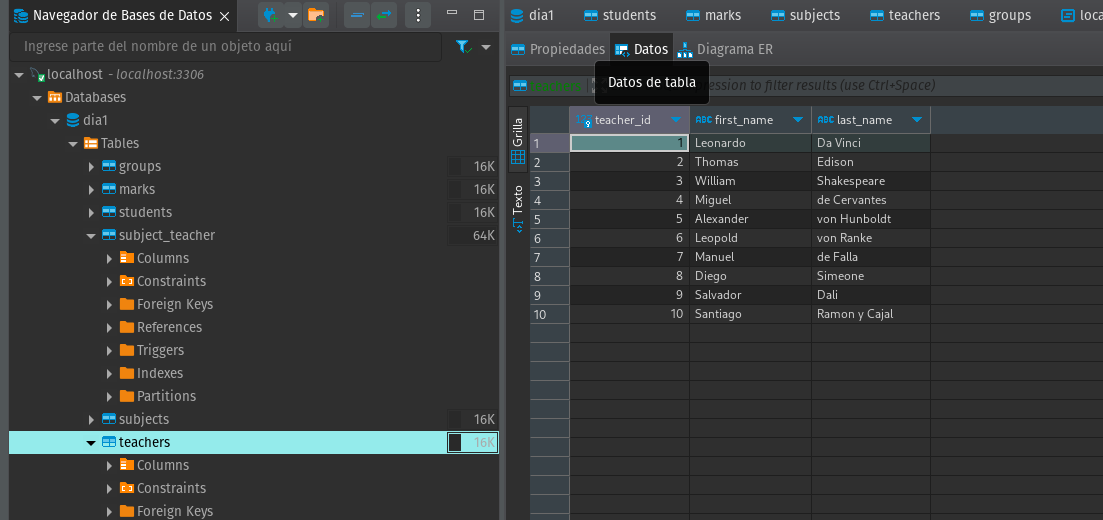 Navegador de Bases de Datos
Ingrese parte del nombre de un objeto aquí
localhost - localhost:3306
Databases
dia1
Tables
groups 16K
marks 16K
students 16K
subject_teacher 64K
Columns
Constraints
Foreign Keys
References
Triggers
Indexes
Partitions
subjects 16K
teachers 16K
Columns
Constraints
Foreign Keys
dia1 students marks subjects teachers groups loca
Propiedades Datos Diagrama ER
Datos de tabla
teachers ression to filter results (use Ctrl+Space)
Grilla
Texto
teacher_id ABC first_name ABC last_name
1 1 Leonardo Da Vinci
2 2 Thomas Edison
3 3 William Shakespeare
4 4 Miguel de Cervantes
5 5 Alexander von Hunboldt
6 6 Leopold von Ranke
7 7 Manuel de Falla
8 8 Diego Simeone
9 9 Salvador Dali
10 10 Santiago Ramon y Cajal